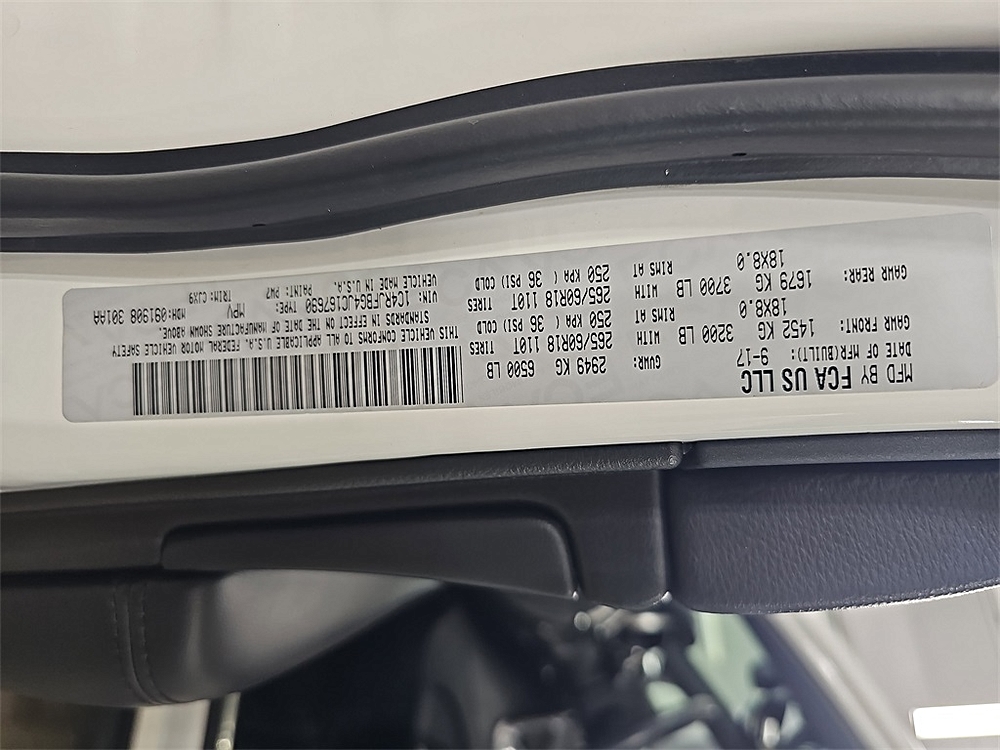 MFD BY FCA US LLC
DATE OF MFR(BUILT): 9-17 GVWR: 2949 KG 6500 LB
GAWR FRONT: 1452 KG 3200 LB WITH 265/60R18 110T TIRES
18X8.0 RIMS AT 250 KPA ( 36 PSI) COLD
GAWR REAR: 1679 KG 3700 LB WITH 265/60R18 110T TIRES
18X8.0 RIMS AT 250 KPA ( 36 PSI) COLD
THIS VEHICLE CONFORMS TO ALL APPLICABLE U.S.A. FEDERAL MOTOR VEHICLE SAFETY
STANDARDS IN EFFECT ON THE DATE OF MANUFACTURE SHOWN ABOVE.
VIN: 1C4RJFBG4JC167690 MPV MDH: 091908 301AA
VEHICLE MADE IN U.S.A. PAINT: PW7 TRIM: CJX9